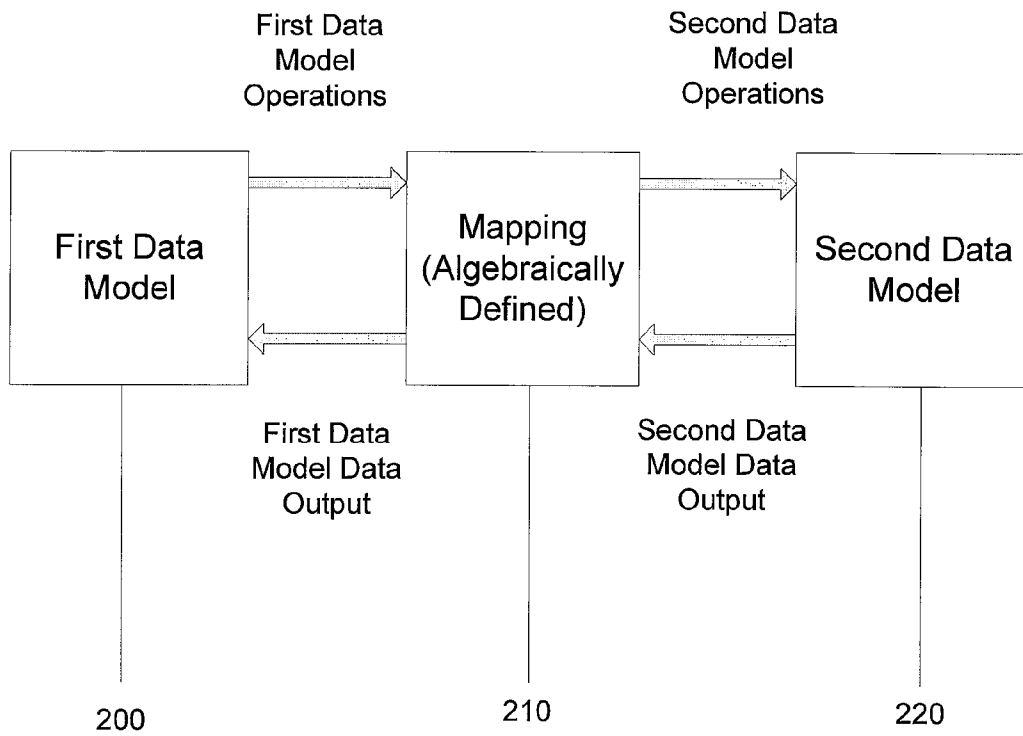 First Data
Model
Operations
Second Data
Model
Operations
First Data
Model
Mapping
(Algebraically
Defined)
Second Data
Model
First Data
Model Data
Output
Second Data
Model Data
Output
200
210
220